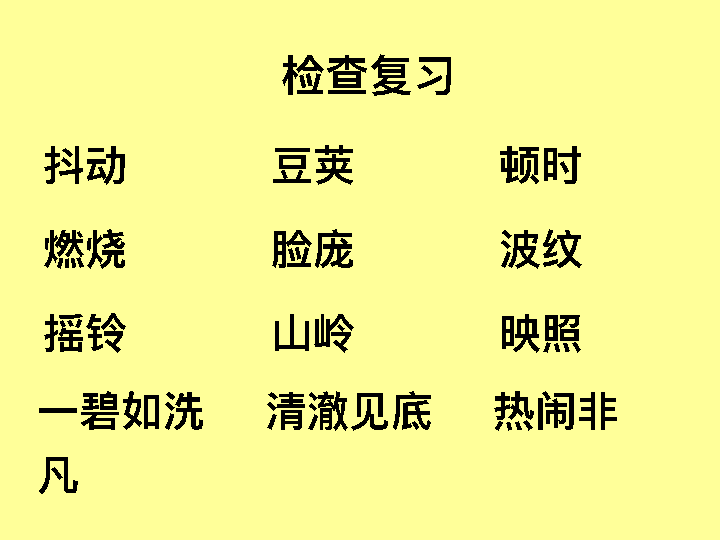 检查复习
抖动 豆荚 顿时
燃烧 脸庞 波纹
摇铃 山岭 映照
一碧如洗 清澈见底 热闹非
凡